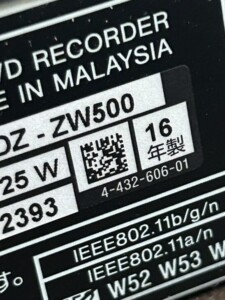 VD RECORDER
E IN MALAYSIA
DZ - ZW500
25 W
16
年製
2393
4-432-606-01
IEEE802.11b/g/n
す。
IEEE802.11a/n
W52 W53 W